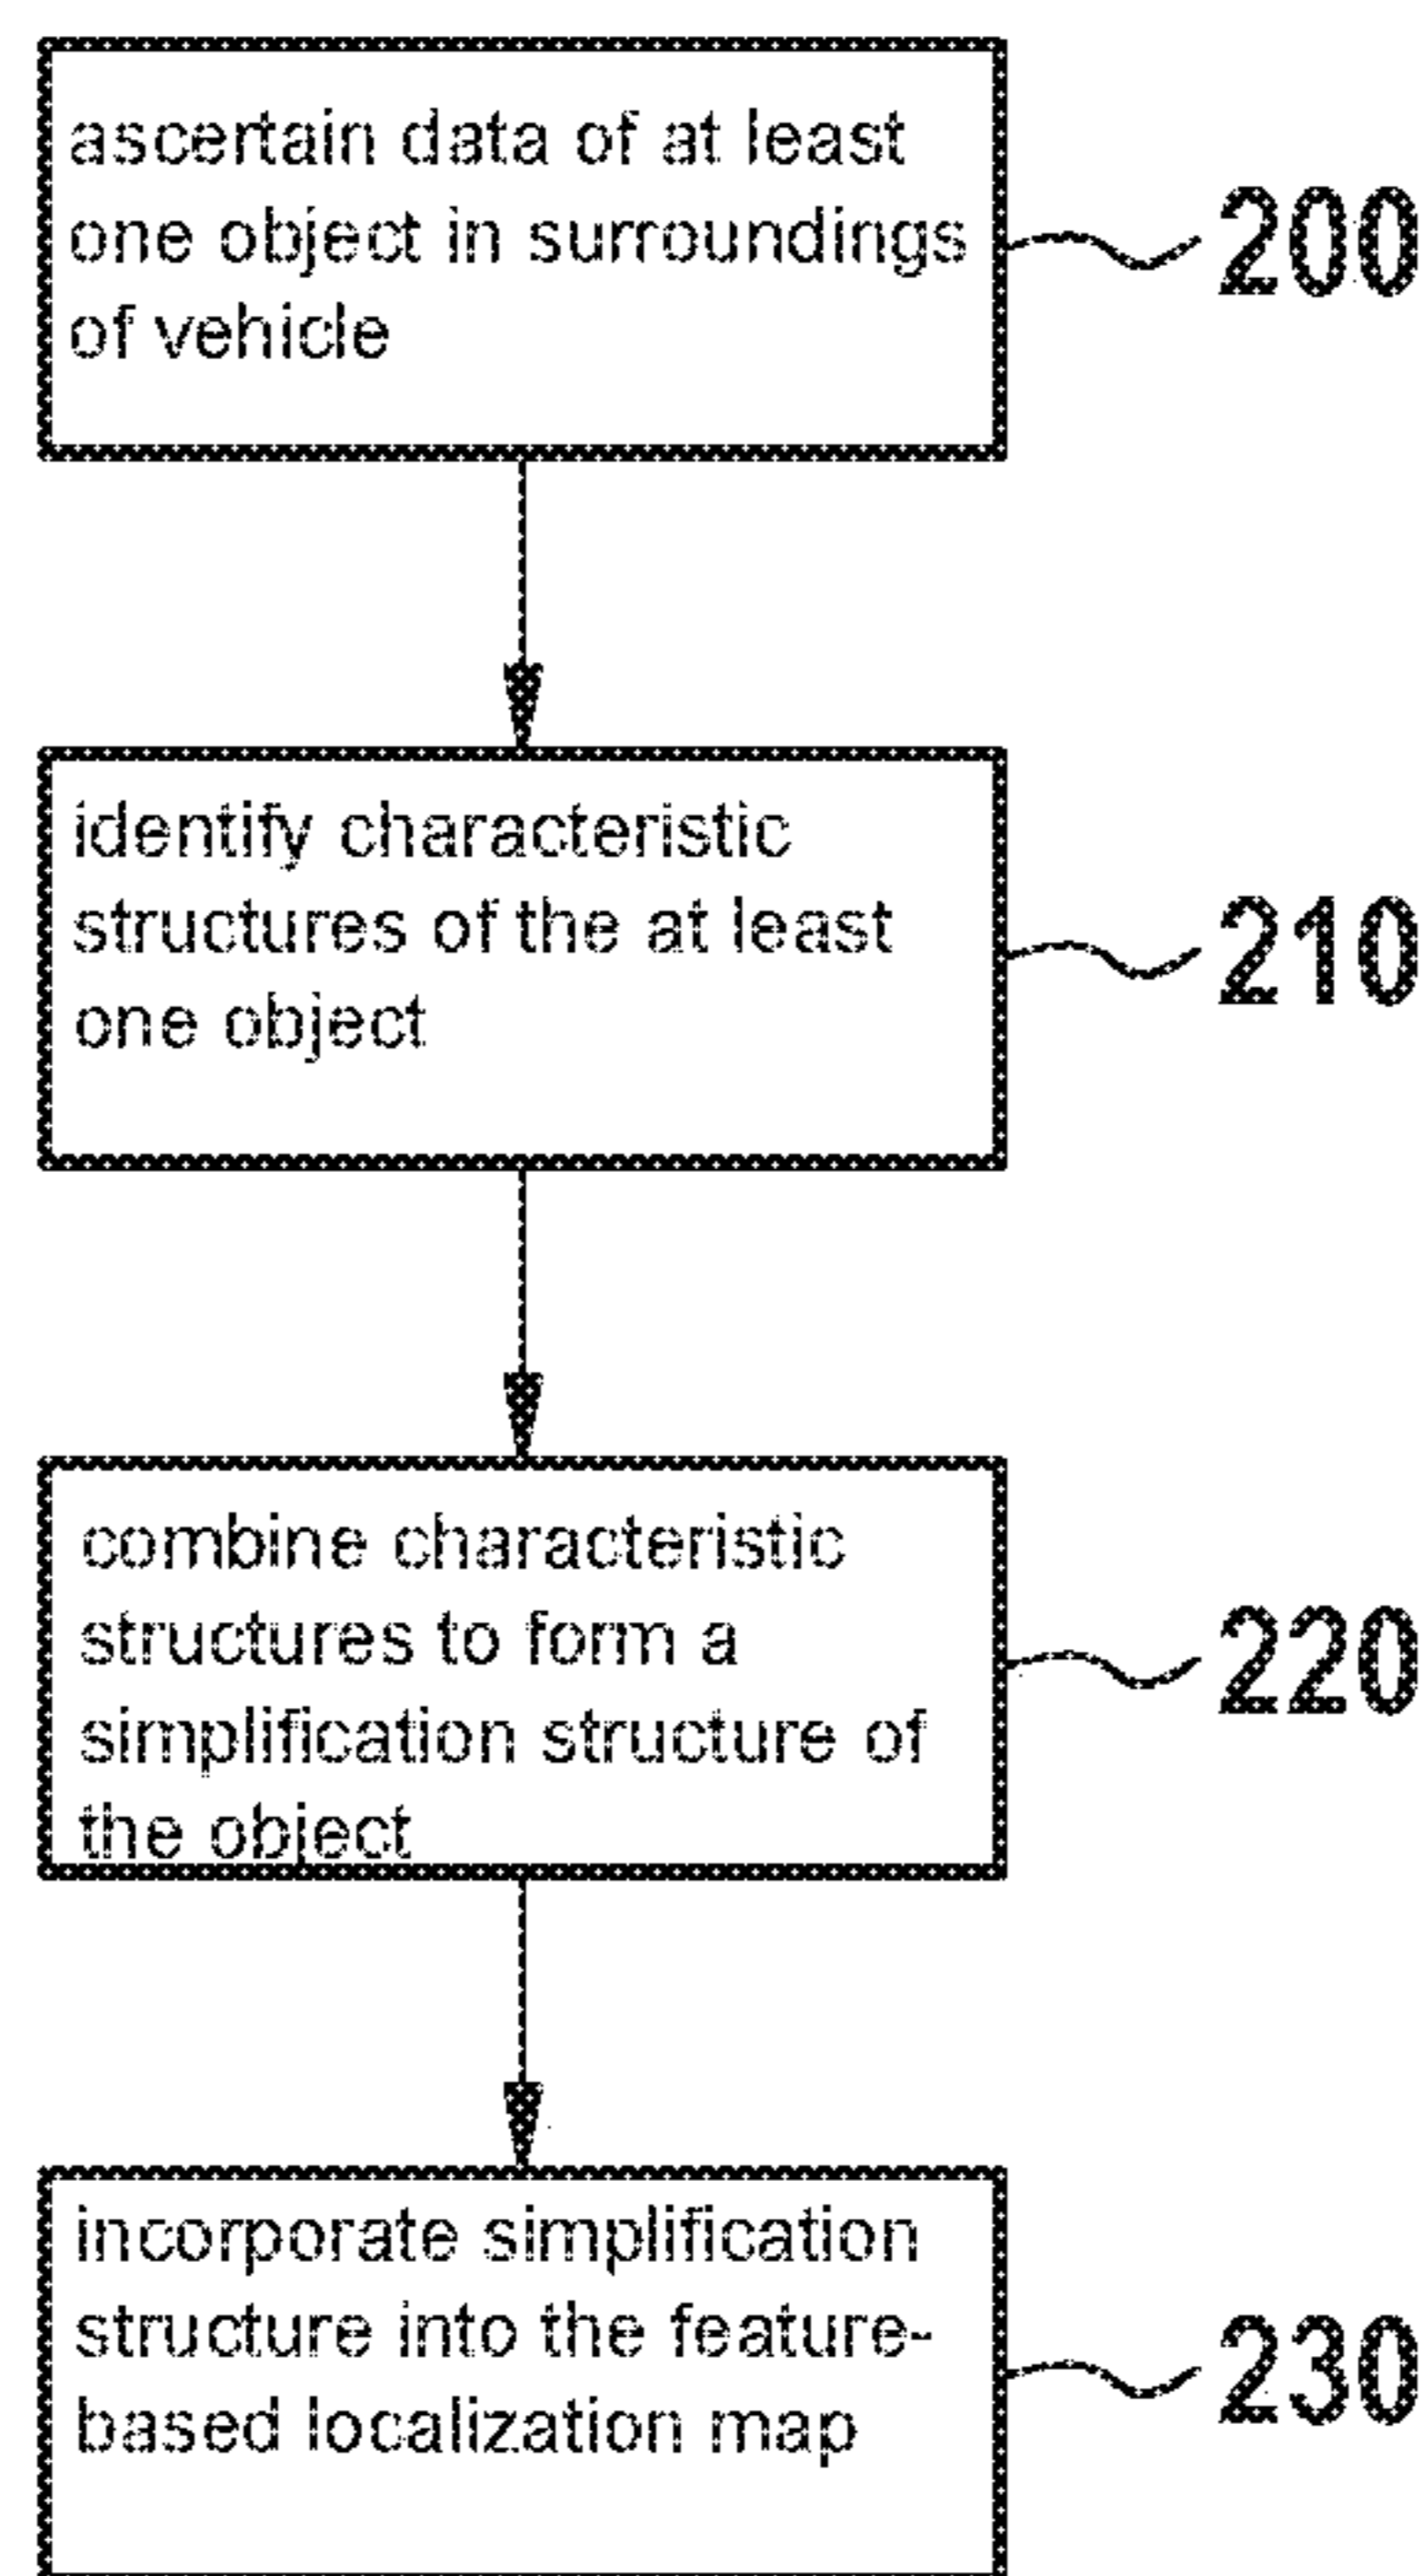 ascertain data of at least
one object in surroundings
of vehicle
200
identify characteristic
structures of the at least
one object
210
combine characteristic
structures to form a
simplification structure of
the object
220
incorporate simplification
structure into the feature-
based localization map
230